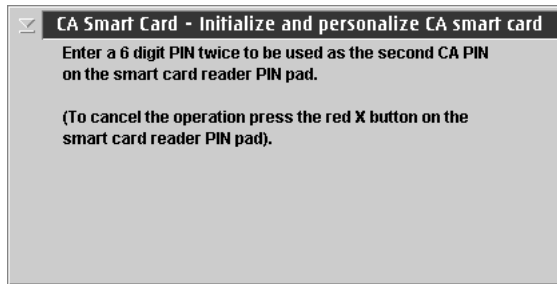 CA Smart Card - Initialize and personalize CA smart card
Enter a 6 digit PIN twice to be used as the second CA PIN
on the smart card reader PIN pad.
(To cancel the operation press the red X button on the
smart card reader PIN pad).